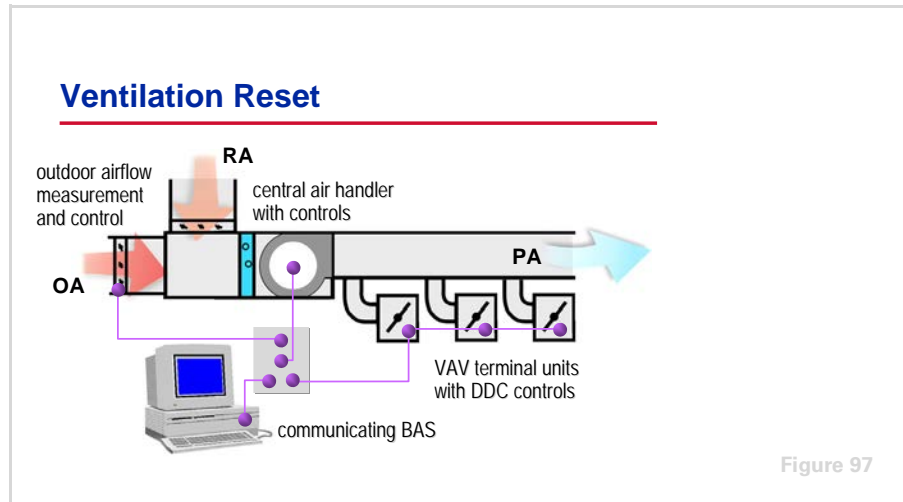 Ventilation Reset
RA
outdoor airflow
measurement
and control
central air handler
with controls
OA
PA
VAV terminal units
with DDC controls
communicating BAS
Figure 97